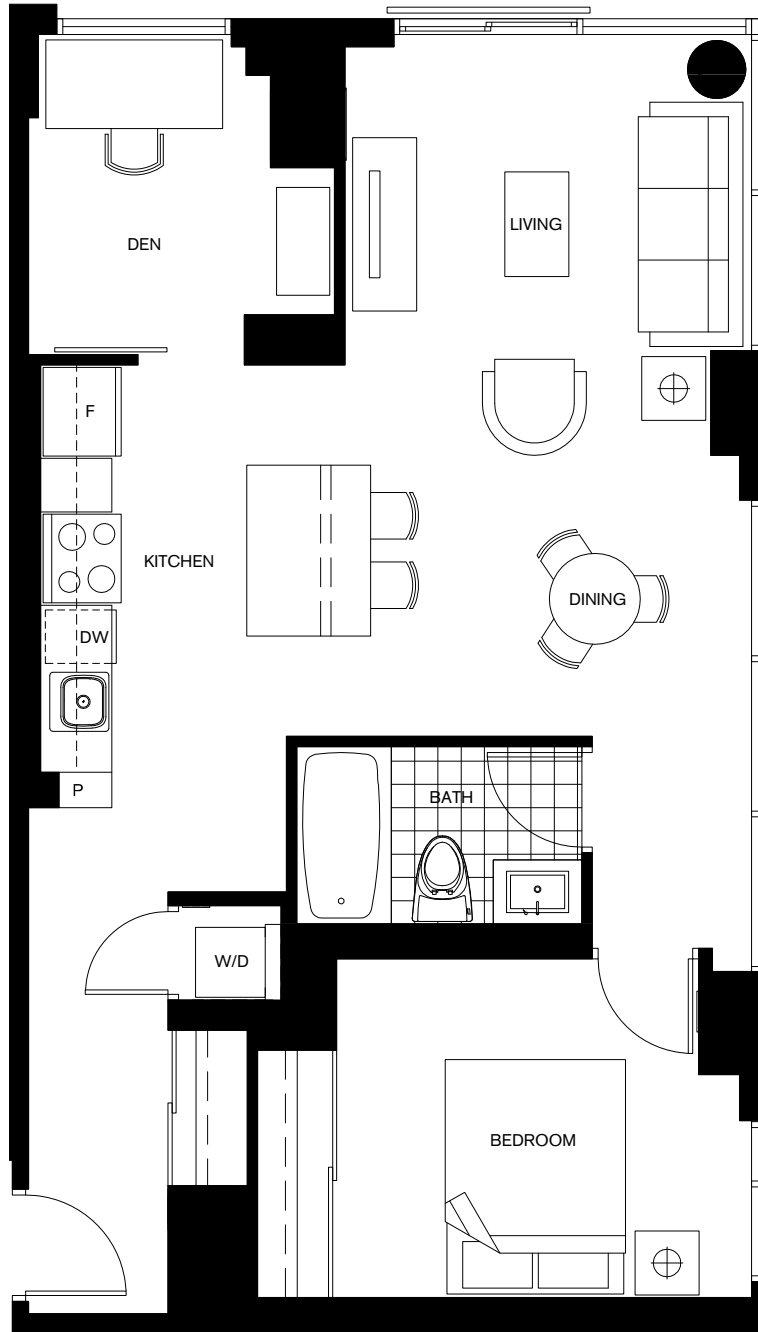 LIVING
DEN
F
KITCHEN
DINING
DW
P
BATH
W/D
BEDROOM